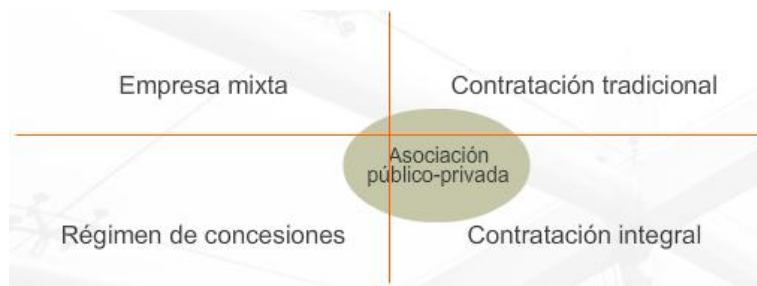 Empresa mixta
Contratación tradicional
Asociación
público-privada
Régimen de concesiones
Contratación integral